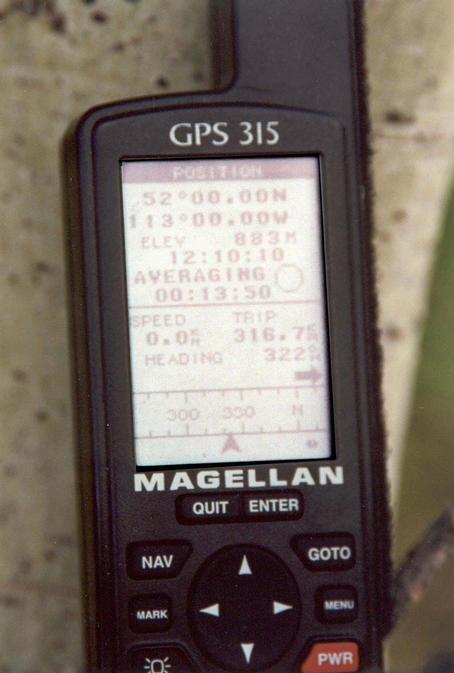 GPS 315
POSITION
52°00.00N
113°00.00W
ELEV 883M
12:10:10
AVERAGING
00:13:50
SPEED TRIP
0.0 316.7
HEADING 322°
300 330 N
MAGELLAN
QUIT ENTER
NAV GOTO
MARK MENU
PWR